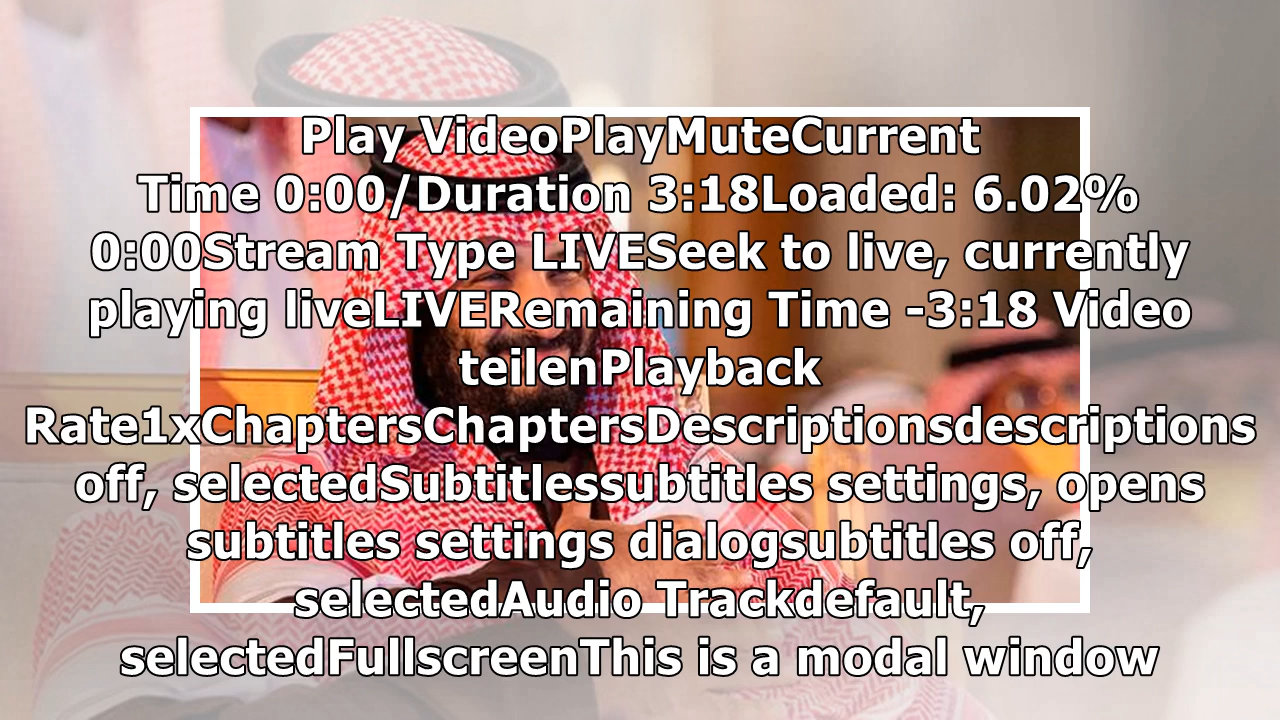 Play VideoPlayMuteCurrent
Time 0:00/Duration 3:18Loaded: 6.02%
0:00Stream Type LIVESeek to live, currently
playing liveLIVERemaining Time -3:18 Video
teilenPlayback
Rate1xChaptersChaptersDescriptionsdescriptions
off, selectedSubtitlessubtitles settings, opens
subtitles settings dialogsubtitles off,
selectedAudio Trackdefault,
selectedFullscreenThis is a modal window